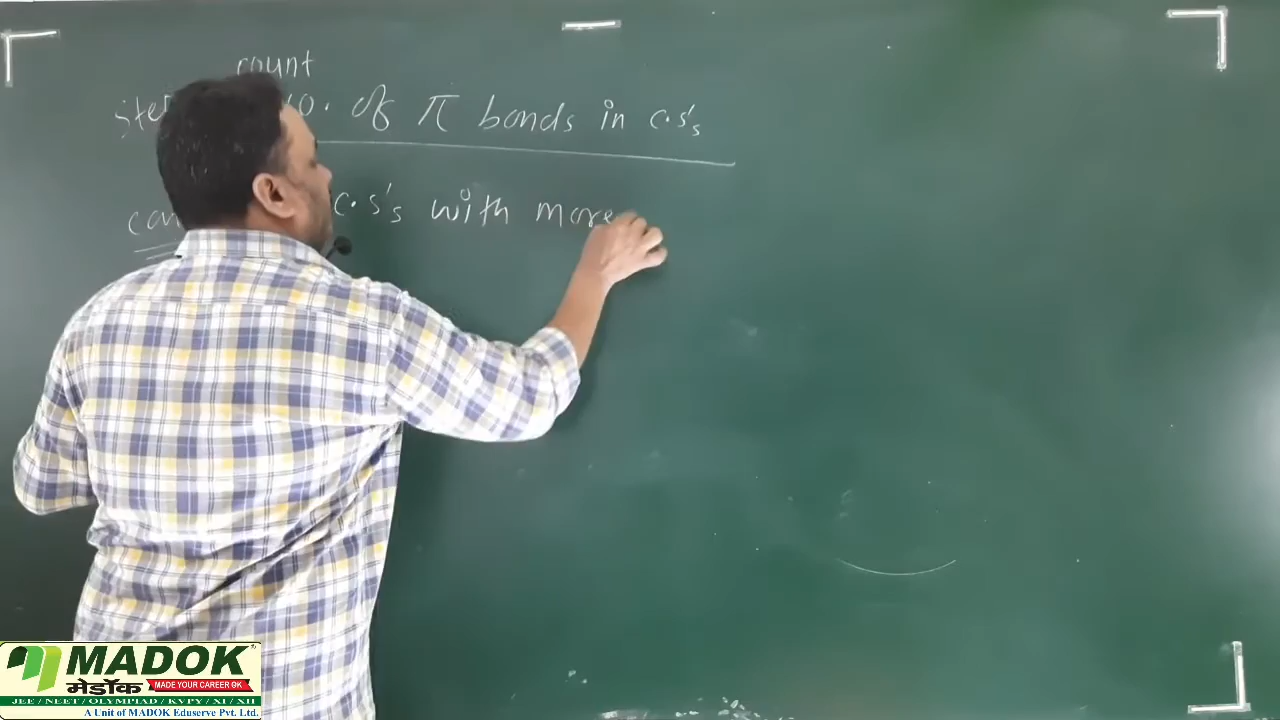 count
of π bonds in c.s's
c.s's with more
MADOK
मेडॉक MAKE YOUR CAREER OK
JEE / NEET / OLYMPIAD / KVPY / XI / XII
A Unit of MADOK Eduserve Pvt. Ltd.